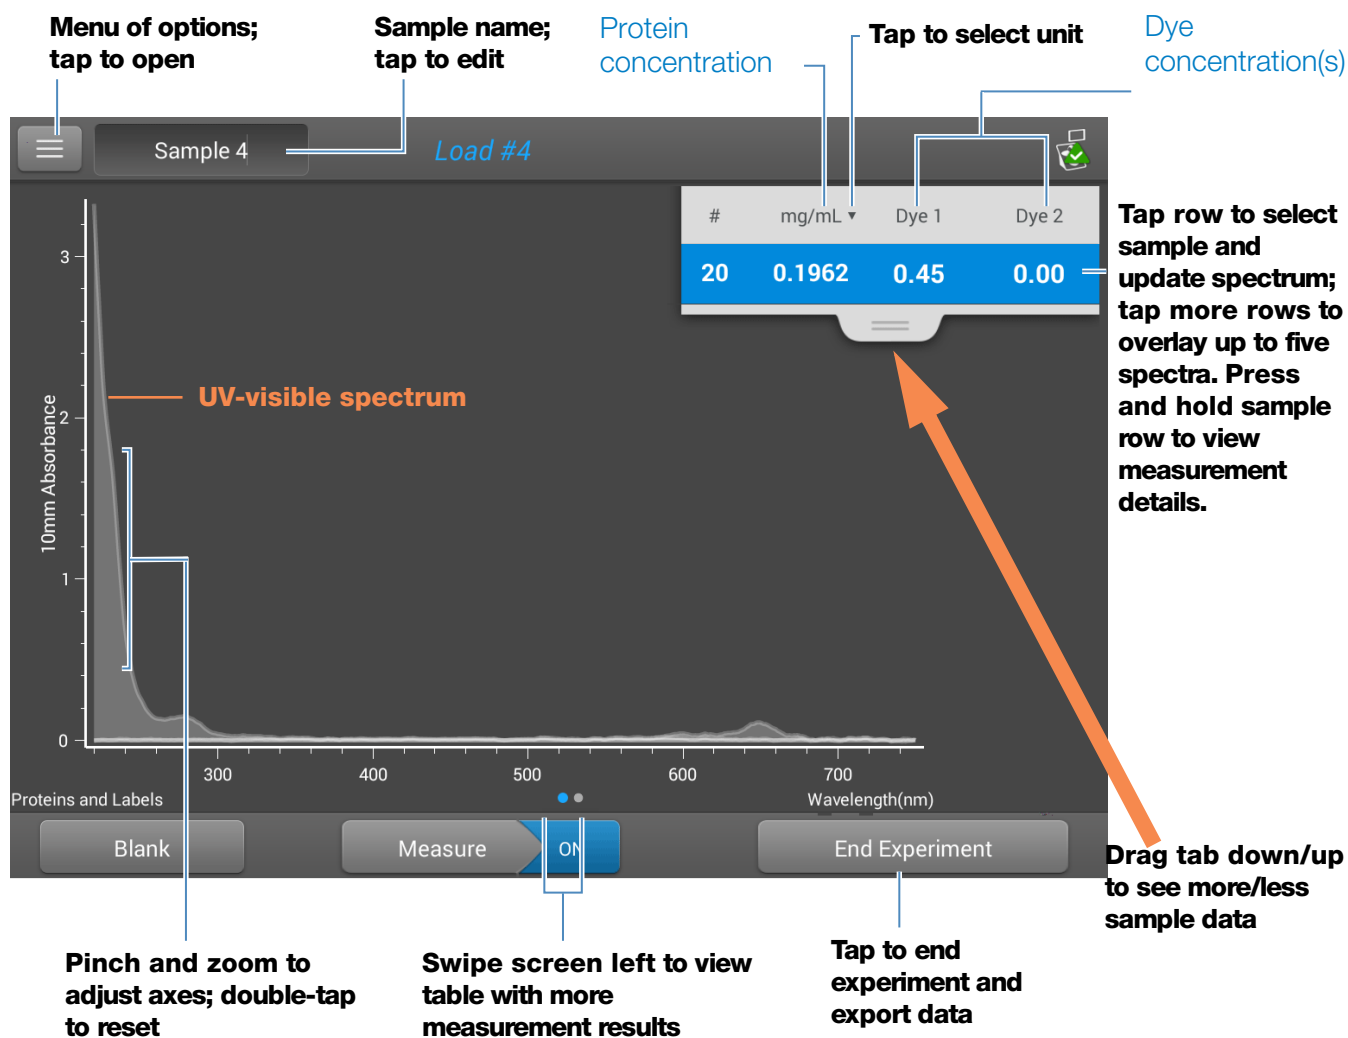 Menu of options;
tap to open
Sample name;
tap to edit
Protein
concentration
Tap to select unit
Dye
concentration(s)
Sample 4
Load #4
# mg/mL ▾ Dye 1 Dye 2
20 0.1962 0.45 0.00
Tap row to select
sample and
update spectrum;
tap more rows to
overlay up to five
spectra. Press
and hold sample
row to view
measurement
details.
UV-visible spectrum
10mm Absorbance
3
2
1
0
300 400 500 600 700
Proteins and Labels
Wavelength(nm)
Blank
Measure
ON
End Experiment
Drag tab down/up
to see more/less
sample data
Pinch and zoom to
adjust axes; double-tap
to reset
Swipe screen left to view
table with more
measurement results
Tap to end
experiment and
export data